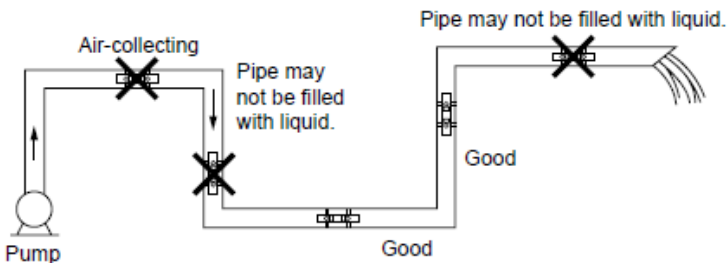 Pipe may not be filled with liquid.
Air-collecting
Pipe may
not be filled
with liquid.
Good
Good
Pump